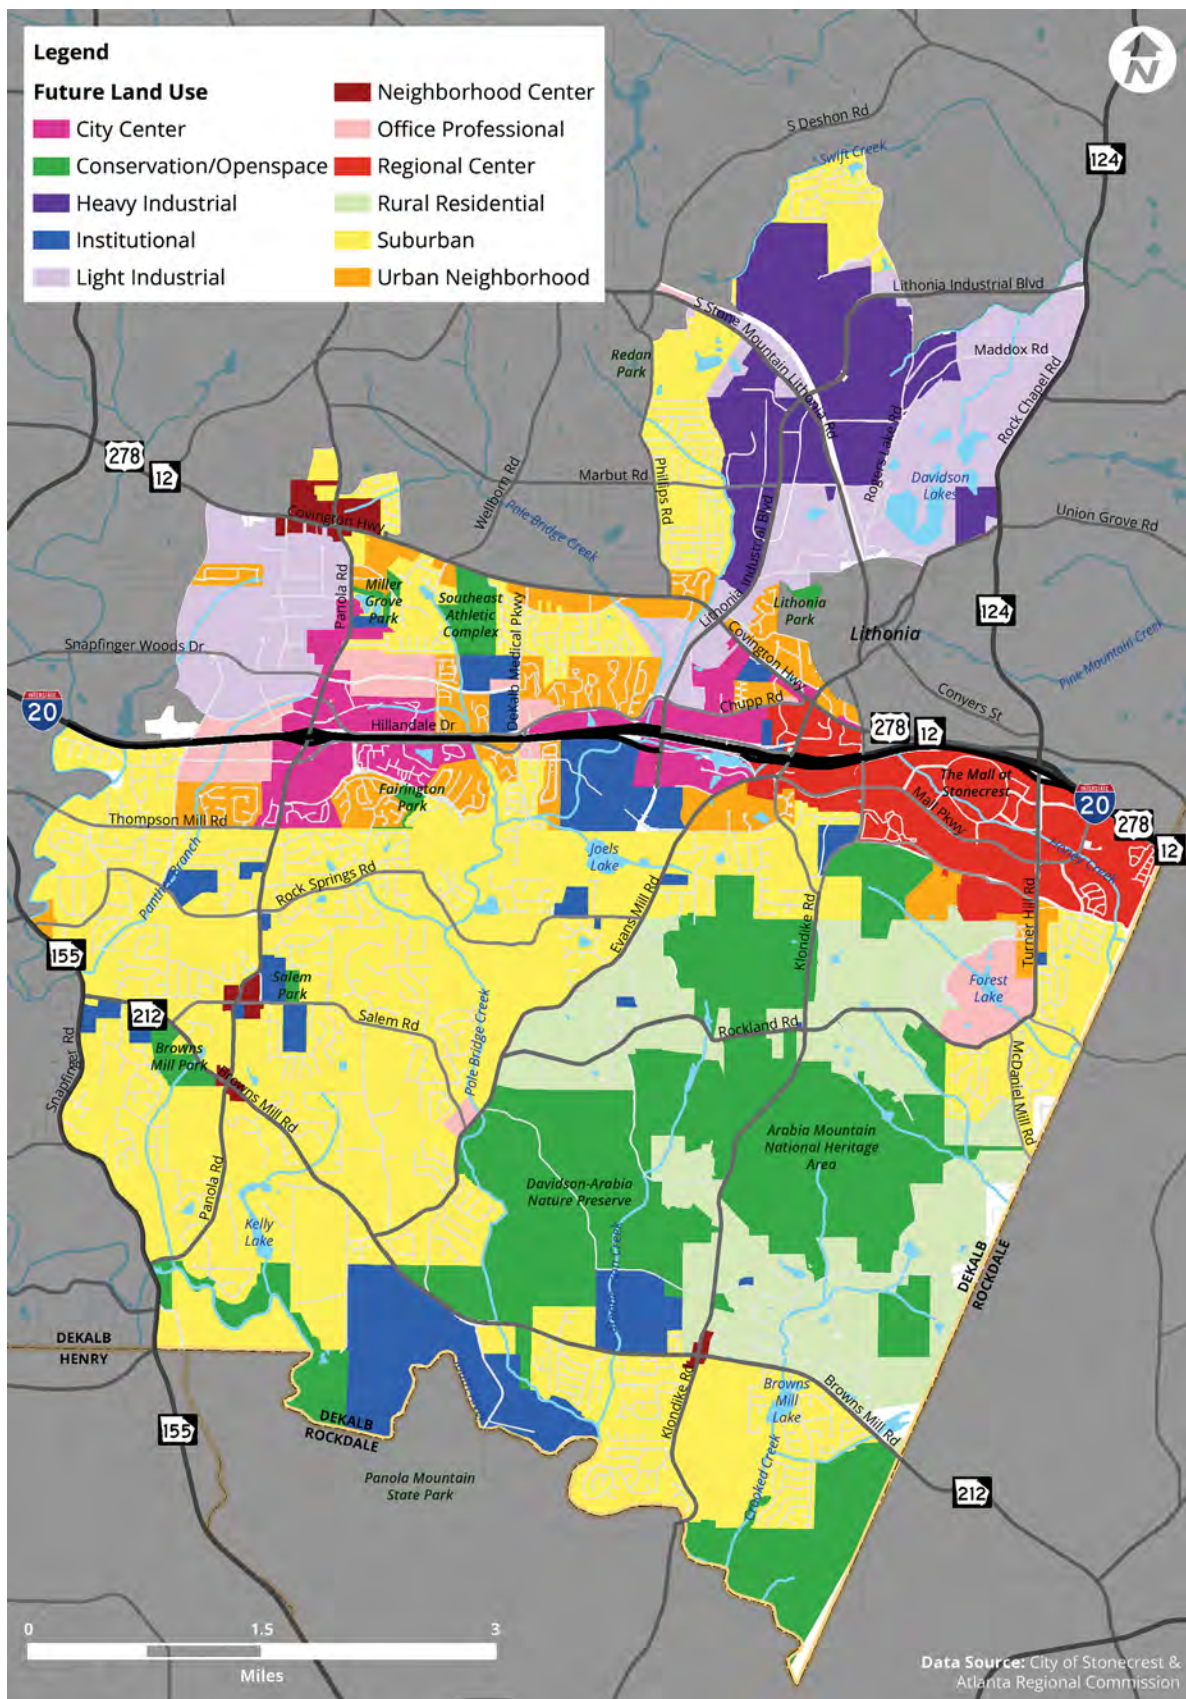 Legend
Future Land Use
City Center
Conservation/Openspace
Heavy Industrial
Institutional
Light Industrial
Neighborhood Center
Office Professional
Regional Center
Rural Residential
Suburban
Urban Neighborhood
N
S Deshon Rd
Swift Creek
124
Lithonia Industrial Blvd
S Stone Mountain Lithonia Rd
Redan
Park
Maddox Rd
Rock Chapel Rd
Rogers Lake Rd
278
12
Wellborn Rd
Marbut Rd
Phillips Rd
Davidson
Lakes
Covington Hwy
Pole Bridge Creek
Lithonia Industrial Blvd
Union Grove Rd
Panola Rd
Miller
Grove
Park
Southeast
Athletic
Complex
DeKalb Medical Pkwy
Lithonia
Park
Lithonia
124
Snapfinger Woods Dr
Covington Hwy
Pine Mountain Creek
Conyers St
INTERSTATE
20
Hillandale Dr
Chupp Rd
278
12
The Mall at
Stonecrest
Mall Pkwy
INTERSTATE
20
278
12
Fairington
Park
Thompson Mill Rd
Joels
Lake
Panther Branch
Rock Springs Rd
Evans Mill Rd
Klondike Rd
Turner Hill Rd
155
Salem
Park
Forest
Lake
212
Salem Rd
Rockland Rd
Snapfinger Rd
Browns
Mill Park
Browns Mill Rd
Pole Bridge Creek
McDaniel Mill Rd
Arabia Mountain
National Heritage
Area
Davidson-Arabia
Nature Preserve
Panola Rd
Kelly
Lake
Creek
DEKALB
ROCKDALE
DEKALB
HENRY
Klondike Rd
Browns
Mill
Lake
Browns Mill Rd
DEKALB
ROCKDALE
155
Panola Mountain
State Park
Crooked Creek
212
0
1.5
3
Miles
Data Source: City of Stonecrest &
Atlanta Regional Commission